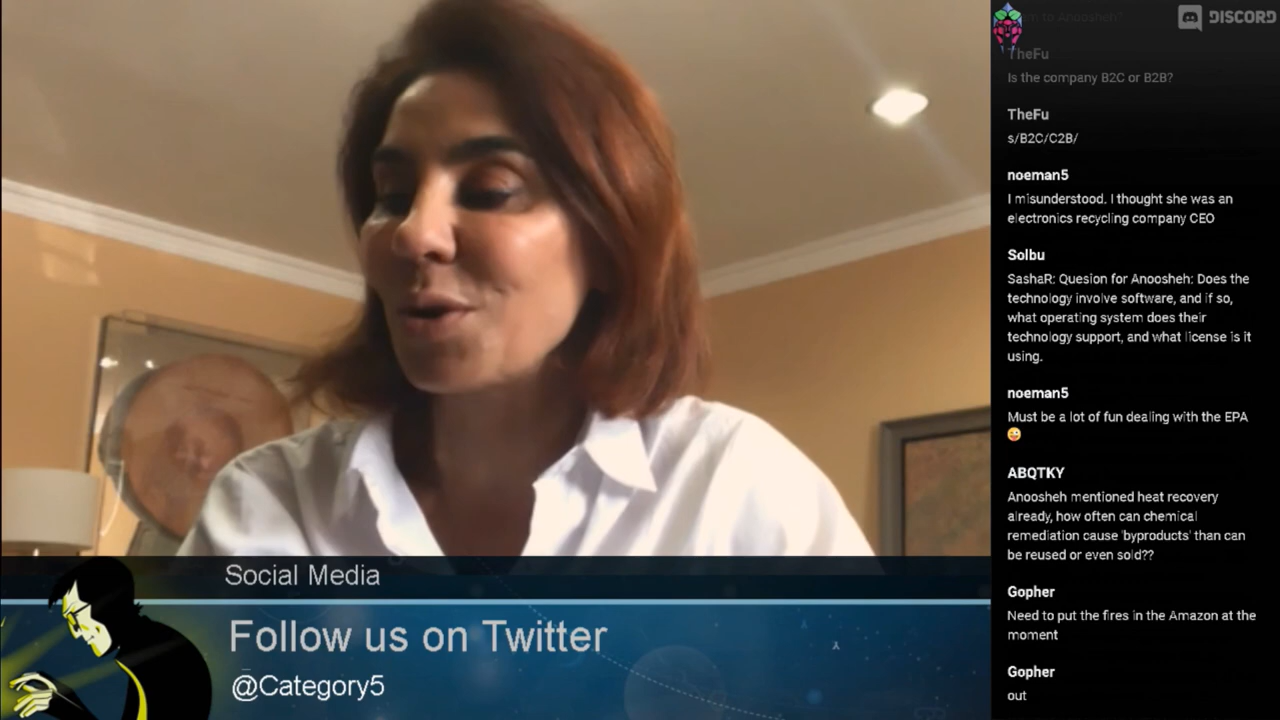 Social Media
Follow us on Twitter
@Category5
DISCORD
to Anoosheh"
TheFu
Is the company B2C or B2B?
TheFu
s/B2C/C2B/
noeman5
I misunderstood. I thought she was an
electronics recycling company CEO
Solbu
SashaR: Quesion for Anoosheh: Does the
technology involve software, and if so,
what operating system does their
technology support, and what license is it
using.
noeman5
Must be a lot of fun dealing with the EPA
😜
ABQTKY
Anoosheh mentioned heat recovery
already, how often can chemical
remediation cause 'byproducts' than can
be reused or even sold??
Gopher
Need to put the fires in the Amazon at the
moment
Gopher
out